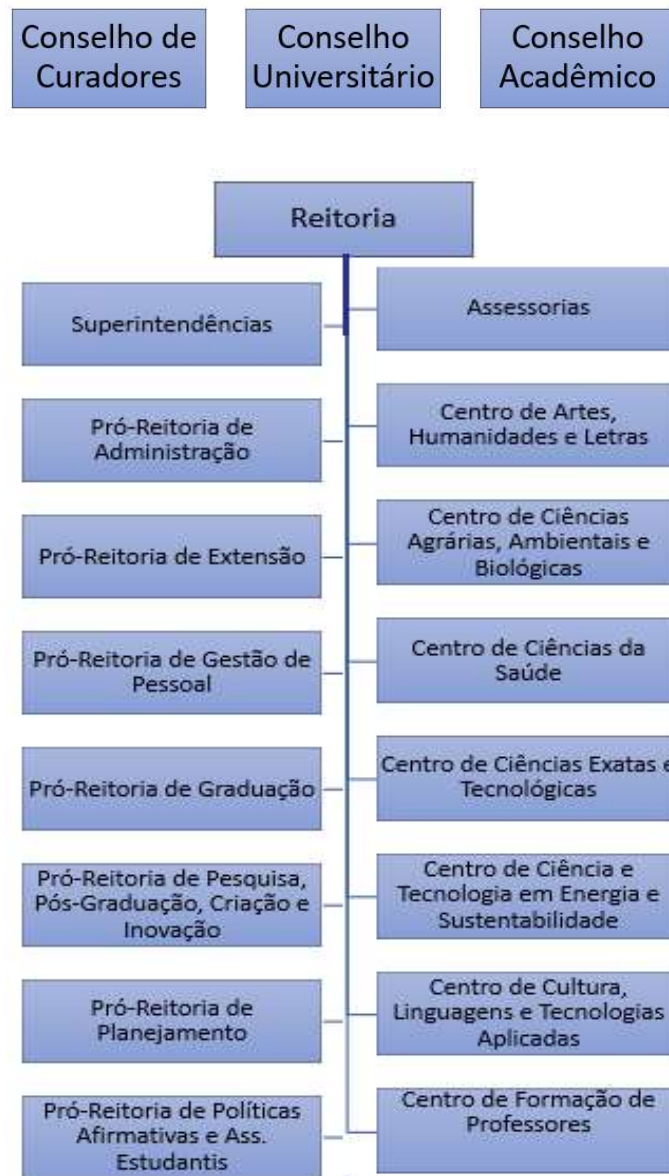 Conselho de
Curadores
Conselho
Universitário
Conselho
Acadêmico
Reitoria
Superintendências
Assessorias
Pró-Reitoria de
Administração
Centro de Artes,
Humanidades e Letras
Pró-Reitoria de Extensão
Centro de Ciências
Agrárias, Ambientais e
Biológicas
Pró-Reitoria de Gestão de
Pessoal
Centro de Ciências da
Saúde
Pró-Reitoria de Graduação
Centro de Ciências Exatas e
Tecnológicas
Pró-Reitoria de Pesquisa,
Pós-Graduação, Criação e
Inovação
Centro de Ciência e
Tecnologia em Energia e
Sustentabilidade
Pró-Reitoria de
Planejamento
Centro de Cultura,
Linguagens e Tecnologias
Aplicadas
Pró-Reitoria de Políticas
Afirmativas e Ass.
Estudantis
Centro de Formação de
Professores